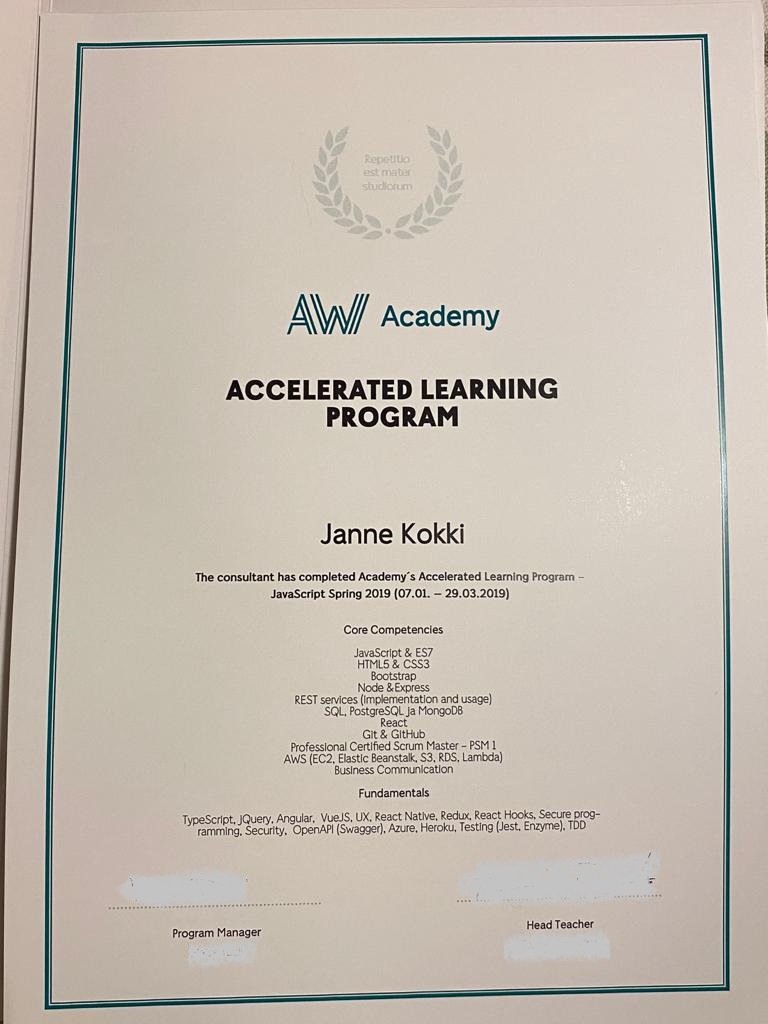 Repetitio
est mater
studiorum
AW Academy
ACCELERATED LEARNING
PROGRAM
Janne Kokki
The consultant has completed Academy´s Accelerated Learning Program –
JavaScript Spring 2019 (07.01. – 29.03.2019)
Core Competencies
JavaScript & ES7
HTML5 & CSS3
Bootstrap
Node & Express
REST services (Implementation and usage)
SQL, PostgreSQL ja MongoDB
React
Git & GitHub
Professional Certified Scrum Master – PSM 1
AWS (EC2, Elastic Beanstalk, S3, RDS, Lambda)
Business Communication
Fundamentals
TypeScript, JQuery, Angular, VueJS, UX, React Native, Redux, React Hooks, Secure prog-
ramming, Security, OpenAPI (Swagger), Azure, Heroku, Testing (Jest, Enzyme), TDD
Program Manager
Head Teacher